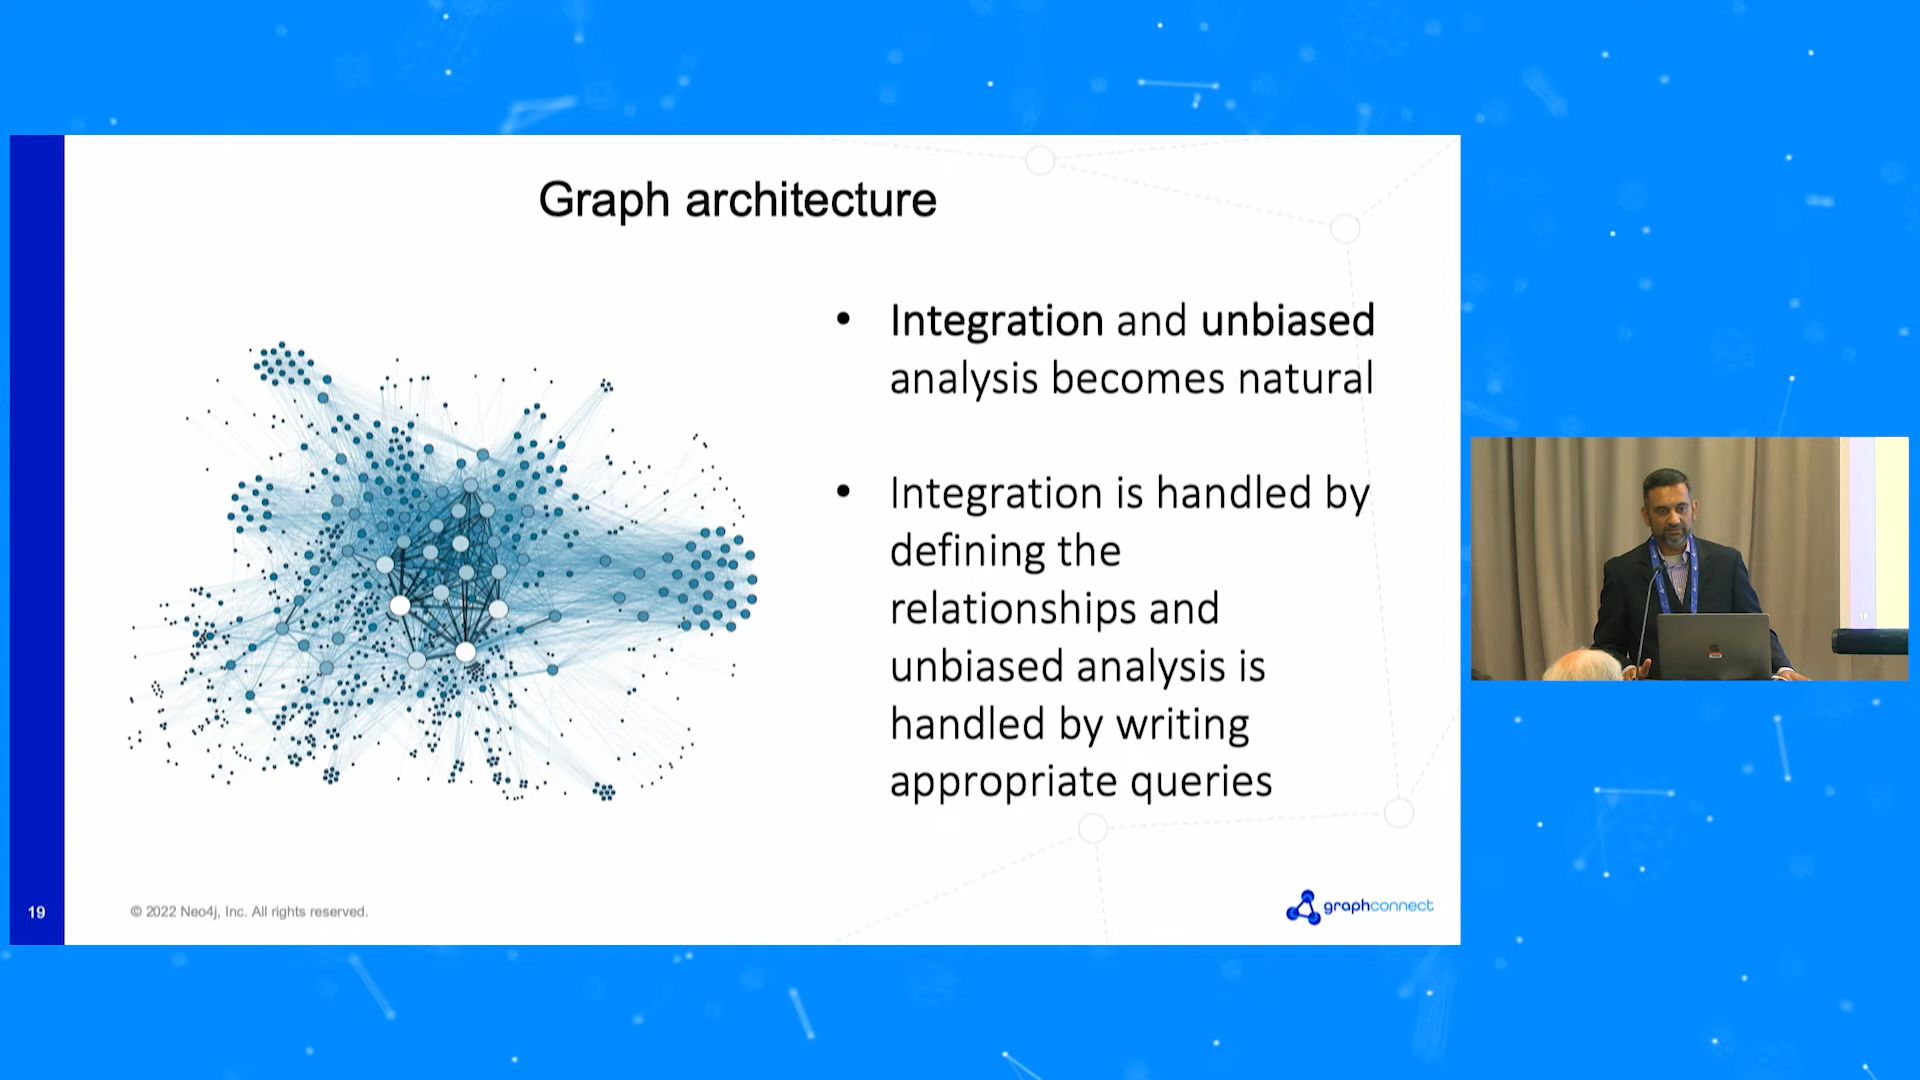 Graph architecture
• Integration and unbiased
analysis becomes natural
• Integration is handled by
defining the
relationships and
unbiased analysis is
handled by writing
appropriate queries
19
© 2022 Neo4j, Inc. All rights reserved.
graphconnect
19